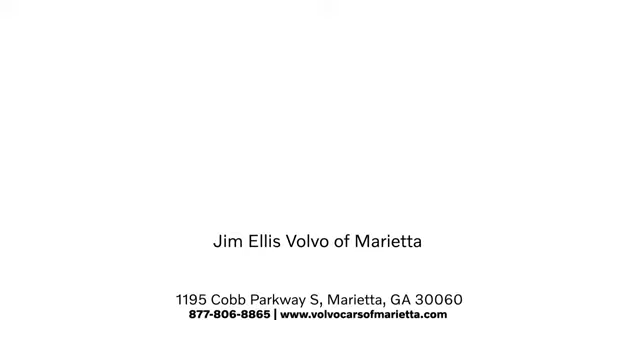 Jim Ellis Volvo of Marietta
1195 Cobb Parkway S, Marietta, GA 30060
877-806-8865 | www.volvocarsofmarietta.com